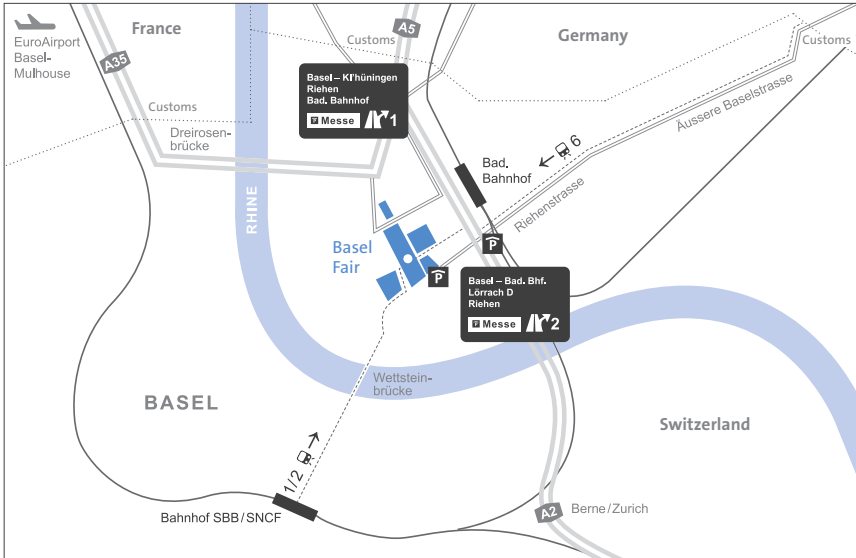 EuroAirport
Basel-
Mulhouse
France
A35
Customs
A5
Germany
Customs
Customs
Dreirosen-
brücke
Basel – Kl'hüningen
Riehen
Bad. Bahnhof
P Messe 1
Äussere Baselstrasse
6
Bad.
Bahnhof
Riehenstrasse
RHINE
Basel
Fair
P
P
Basel – Bad. Bhf.
Lörrach D
Riehen
P Messe 2
Wettstein-
brücke
BASEL
Switzerland
1/2
Bahnhof SBB/SNCF
A2
Berne/Zurich